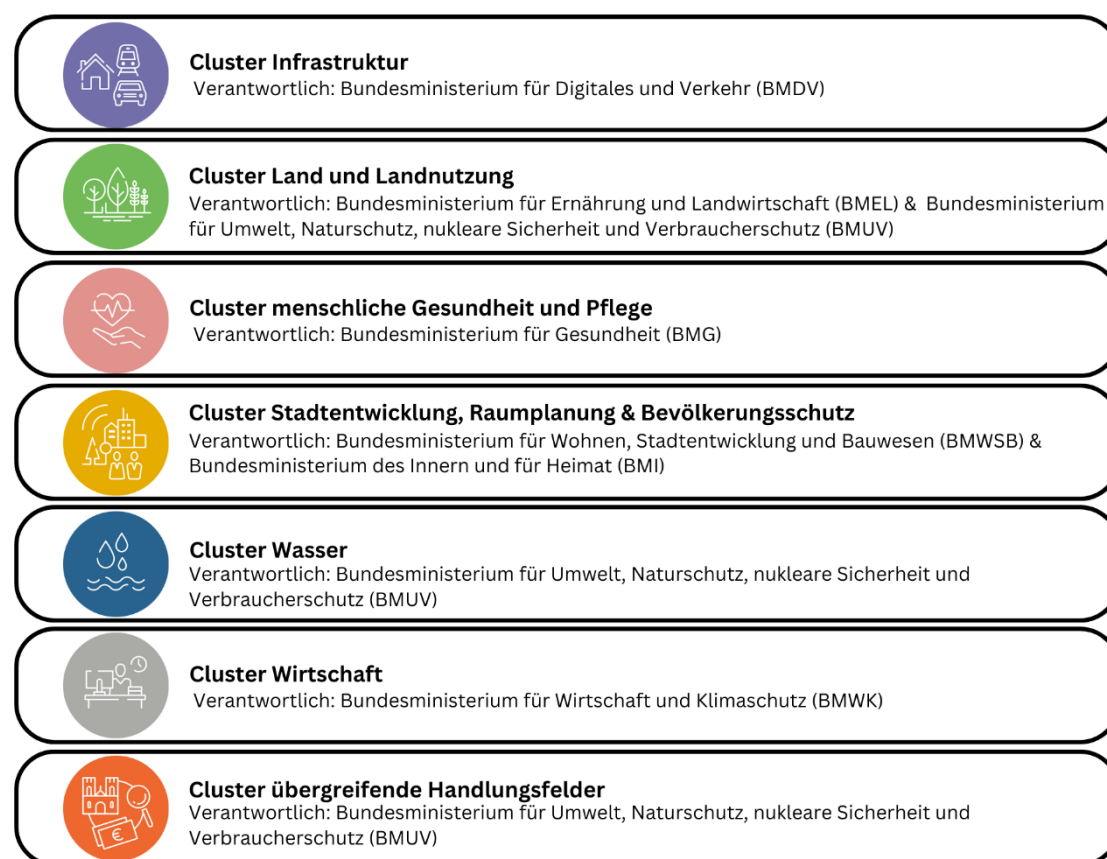 Cluster Infrastruktur
Verantwortlich: Bundesministerium für Digitales und Verkehr (BMDV)
Cluster Land und Landnutzung
Verantwortlich: Bundesministerium für Ernährung und Landwirtschaft (BMEL) & Bundesministerium
für Umwelt, Naturschutz, nukleare Sicherheit und Verbraucherschutz (BMUV)
Cluster menschliche Gesundheit und Pflege
Verantwortlich: Bundesministerium für Gesundheit (BMG)
Cluster Stadtentwicklung, Raumplanung & Bevölkerungsschutz
Verantwortlich: Bundesministerium für Wohnen, Stadtentwicklung und Bauwesen (BMWSB) &
Bundesministerium des Innern und für Heimat (BMI)
Cluster Wasser
Verantwortlich: Bundesministerium für Umwelt, Naturschutz, nukleare Sicherheit und
Verbraucherschutz (BMUV)
Cluster Wirtschaft
Verantwortlich: Bundesministerium für Wirtschaft und Klimaschutz (BMWK)
€
Cluster übergreifende Handlungsfelder
Verantwortlich: Bundesministerium für Umwelt, Naturschutz, nukleare Sicherheit und
Verbraucherschutz (BMUV)